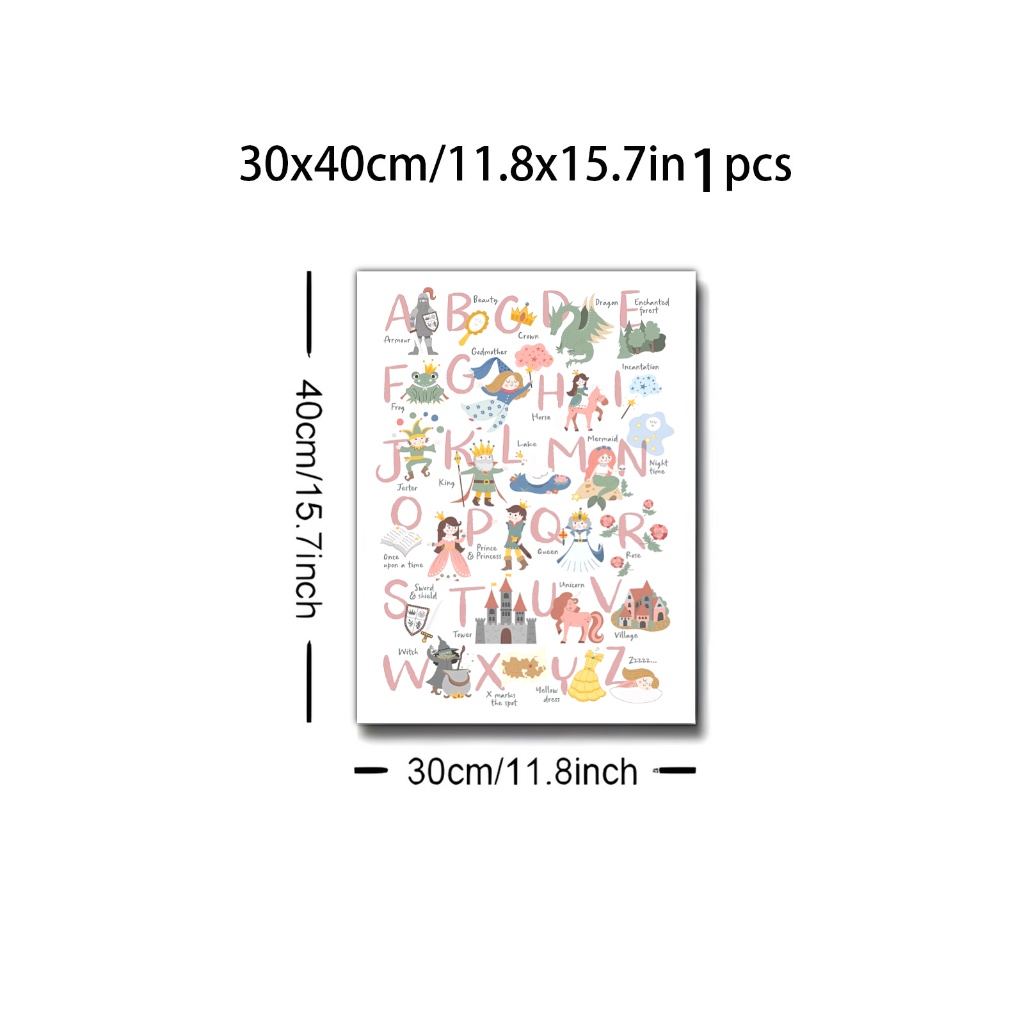 30x40cm/11.8x15.7in 1 pcs
40cm/15.7inch
A B C D E
Armour
Beauty
Crown
Dragon
Enchanted
forest
F G H I
Frog
Godmother
Horse
Incantation
J K L M N
Jester
King
Lake
Mermaid
Night
time
O P Q R
Once
upon a time
Prince
& Princess
Queen
Rose
S T U V
Sword
& shield
Tower
Unicorn
Village
W X Y Z
Witch
X marks
the spot
Yellow
dress
Zzzzz...
30cm/11.8inch